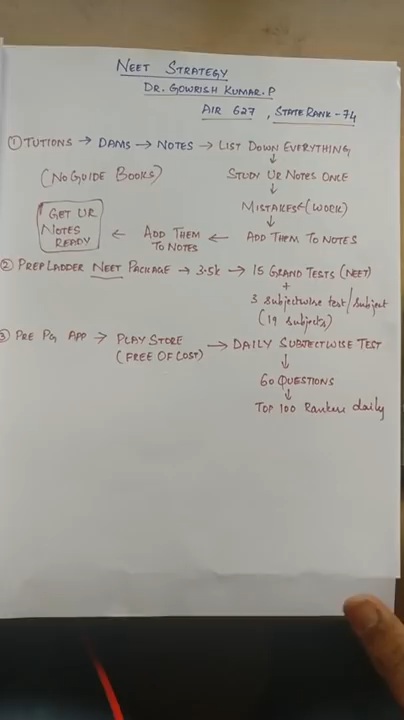 NEET STRATEGY
DR. GOWRISH KUMAR. P
AIR 627, STATE RANK - 74
① TUTIONS → DAMS → NOTES → LIST DOWN EVERYTHING
↓
(NO GUIDE BOOKS) STUDY UR NOTES ONCE
↓
MISTAKES ← (WOCK)
↓
GET UR NOTES READY ← ADD THEM TO NOTES ← ADD THEM TO NOTES
② PREPLADDER NEET PACKAGE → 3.5K → 15 GRAND TESTS (NEET)
+
3 subjectwise test/subject
(19 subjects)
③ PRE PG APP → PLAY STORE → DAILY SUBJECTWISE TEST
(FREE OF COST)
↓
60 QUESTIONS
↓
TOP 100 Rankers daily